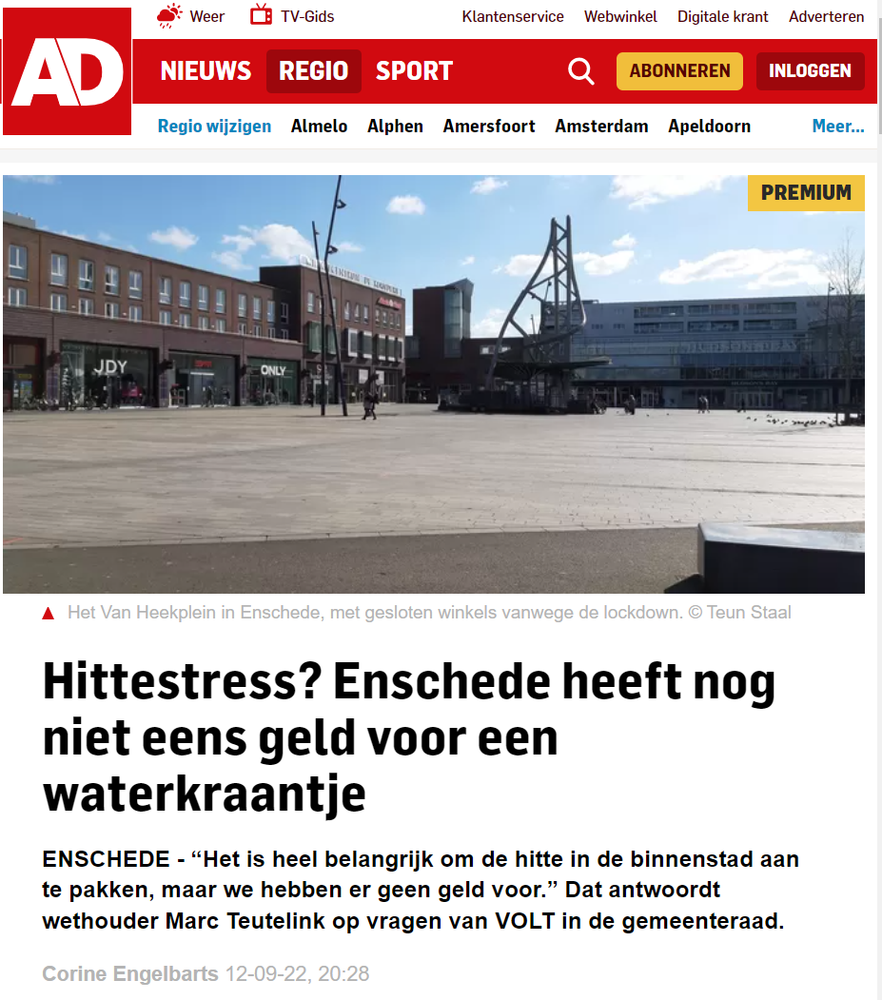 Weer TV-Gids Klantenservice Webwinkel Digitale krant Adverteren
AD
NIEUWS REGIO SPORT ABONNEREN INLOGGEN
Regio wijzigen Almelo Alphen Amersfoort Amsterdam Apeldoorn Meer...
PREMIUM
JDY
ONLY
Het Van Heekplein in Enschede, met gesloten winkels vanwege de lockdown. © Teun Staal
Hittestress? Enschede heeft nog
niet eens geld voor een
waterkraantje
ENSCHEDE - “Het is heel belangrijk om de hitte in de binnenstad aan
te pakken, maar we hebben er geen geld voor.” Dat antwoordt
wethouder Marc Teutelink op vragen van VOLT in de gemeenteraad.
Corine Engelbarts 12-09-22, 20:28